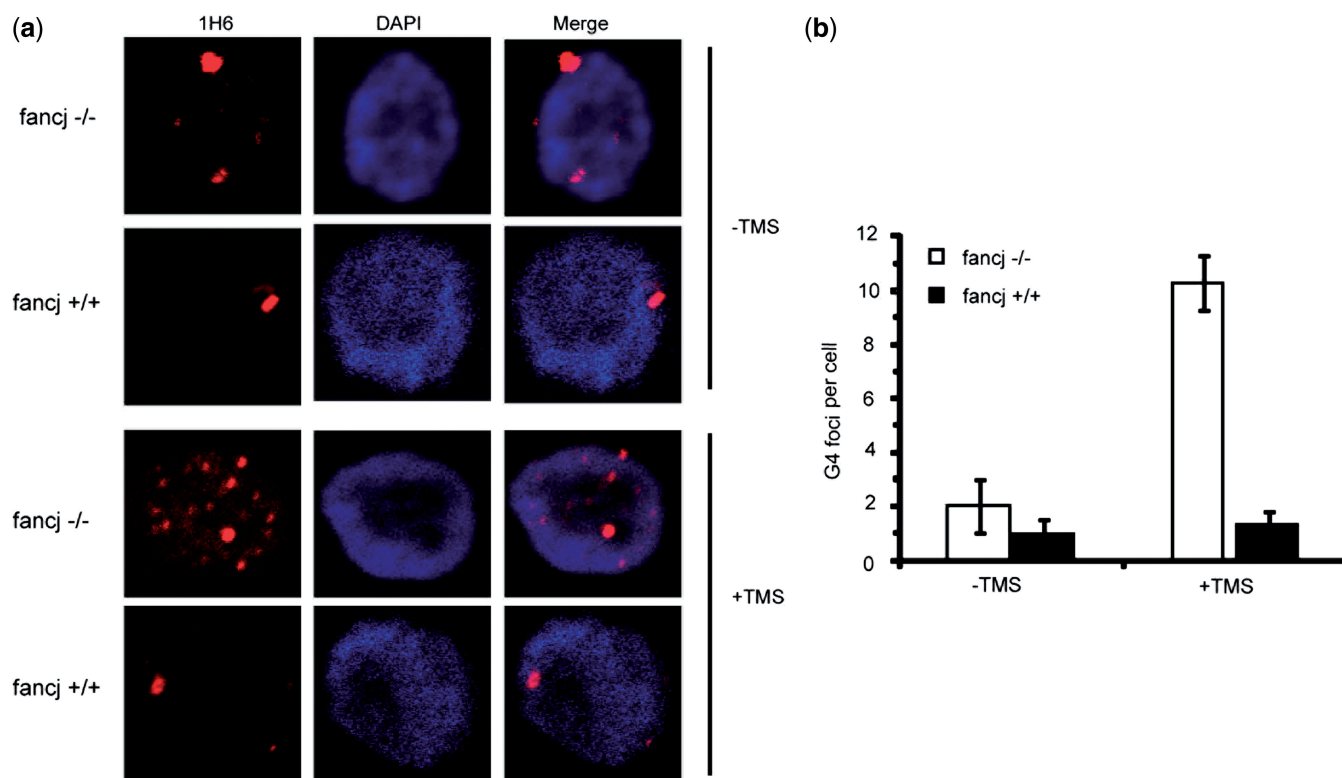 (a)
1H6
DAPI
Merge
fancj -/-
fancj +/+
-TMS
fancj -/-
fancj +/+
+TMS
(b)
fancj -/-
fancj +/+
G4 foci per cell
12
10
8
6
4
2
0
-TMS
+TMS